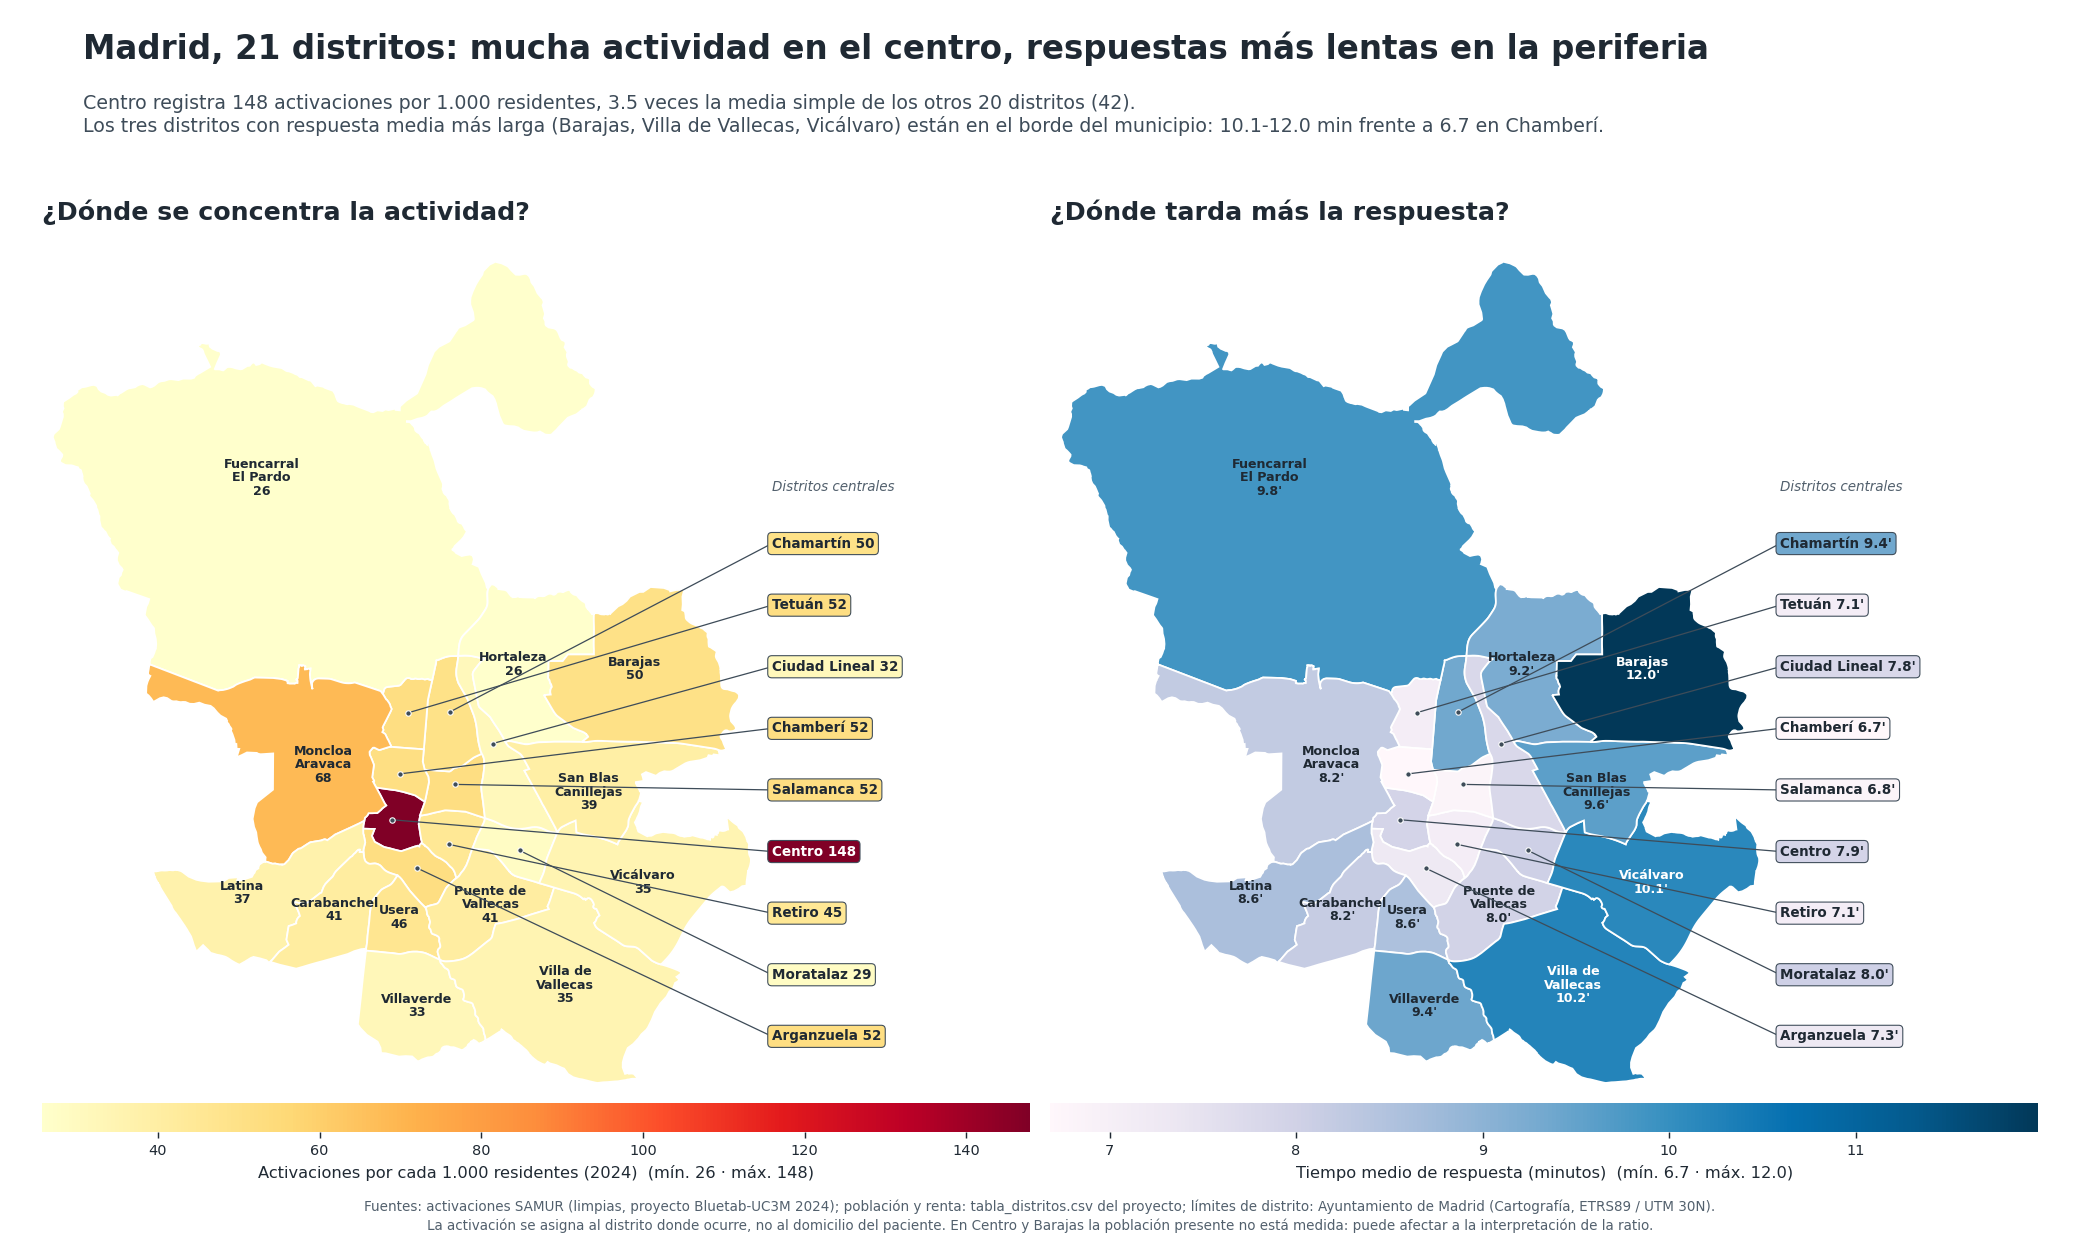 Madrid, 21 distritos: mucha actividad en el centro, respuestas más lentas en la periferia
Centro registra 148 activaciones por 1.000 residentes, 3.5 veces la media simple de los otros 20 distritos (42).
Los tres distritos con respuesta media más larga (Barajas, Villa de Vallecas, Vicálvaro) están en el borde del municipio: 10.1-12.0 min frente a 6.7 en Chamberí.
¿Dónde se concentra la actividad?
Fuencarral
El Pardo
26
Distritos centrales
Chamartín 50
Tetuán 52
Ciudad Lineal 32
Chamberí 52
Salamanca 52
Centro 148
Retiro 45
Moratalaz 29
Arganzuela 52
Hortaleza
26
Barajas
50
Moncloa
Aravaca
68
San Blas
Canillejas
39
Latina
37
Carabanchel
41
Usera
46
Puente de
Vallecas
41
Vicálvaro
35
Villa de
Vallecas
35
Villaverde
33
40
60
80
100
120
140
Activaciones por cada 1.000 residentes (2024)  (mín. 26 · máx. 148)
¿Dónde tarda más la respuesta?
Fuencarral
El Pardo
9.8'
Distritos centrales
Chamartín 9.4'
Tetuán 7.1'
Ciudad Lineal 7.8'
Chamberí 6.7'
Salamanca 6.8'
Centro 7.9'
Retiro 7.1'
Moratalaz 8.0'
Arganzuela 7.3'
Hortaleza
9.2'
Barajas
12.0'
Moncloa
Aravaca
8.2'
San Blas
Canillejas
9.6'
Latina
8.6'
Carabanchel
8.2'
Usera
8.6'
Puente de
Vallecas
8.0'
Vicálvaro
10.1'
Villa de
Vallecas
10.2'
Villaverde
9.4'
7
8
9
10
11
Tiempo medio de respuesta (minutos)  (mín. 6.7 · máx. 12.0)
Fuentes: activaciones SAMUR (limpias, proyecto Bluetab-UC3M 2024); población y renta: tabla_distritos.csv del proyecto; límites de distrito: Ayuntamiento de Madrid (Cartografía, ETRS89 / UTM 30N).
La activación se asigna al distrito donde ocurre, no al domicilio del paciente. En Centro y Barajas la población presente no está medida: puede afectar a la interpretación de la ratio.